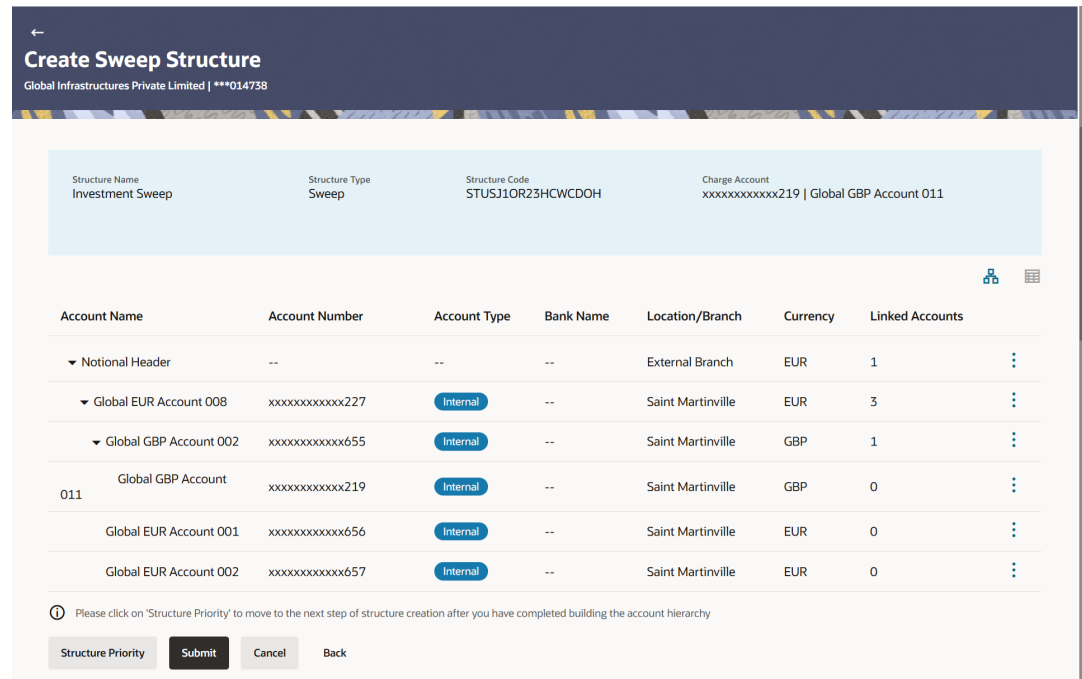 Create Sweep Structure
Global Infrastructures Private Limited | ***014738
Structure Name Structure Type Structure Code Charge Account
Investment Sweep Sweep STUSJ1OR23HCWCDOH xxxxxxxxxxxx219 | Global GBP Account 011
Account Name Account Number Account Type Bank Name Location/Branch Currency Linked Accounts
Notional Header -- -- -- External Branch EUR 1
Global EUR Account 008 xxxxxxxxxxxx227 Internal -- Saint Martinville EUR 3
Global GBP Account 002 xxxxxxxxxxxx655 Internal -- Saint Martinville GBP 1
Global GBP Account
011 xxxxxxxxxxxx219 Internal -- Saint Martinville GBP 0
Global EUR Account 001 xxxxxxxxxxxx656 Internal -- Saint Martinville EUR 0
Global EUR Account 002 xxxxxxxxxxxx657 Internal -- Saint Martinville EUR 0
Please click on 'Structure Priority' to move to the next step of structure creation after you have completed building the account hierarchy
Structure Priority Submit Cancel Back